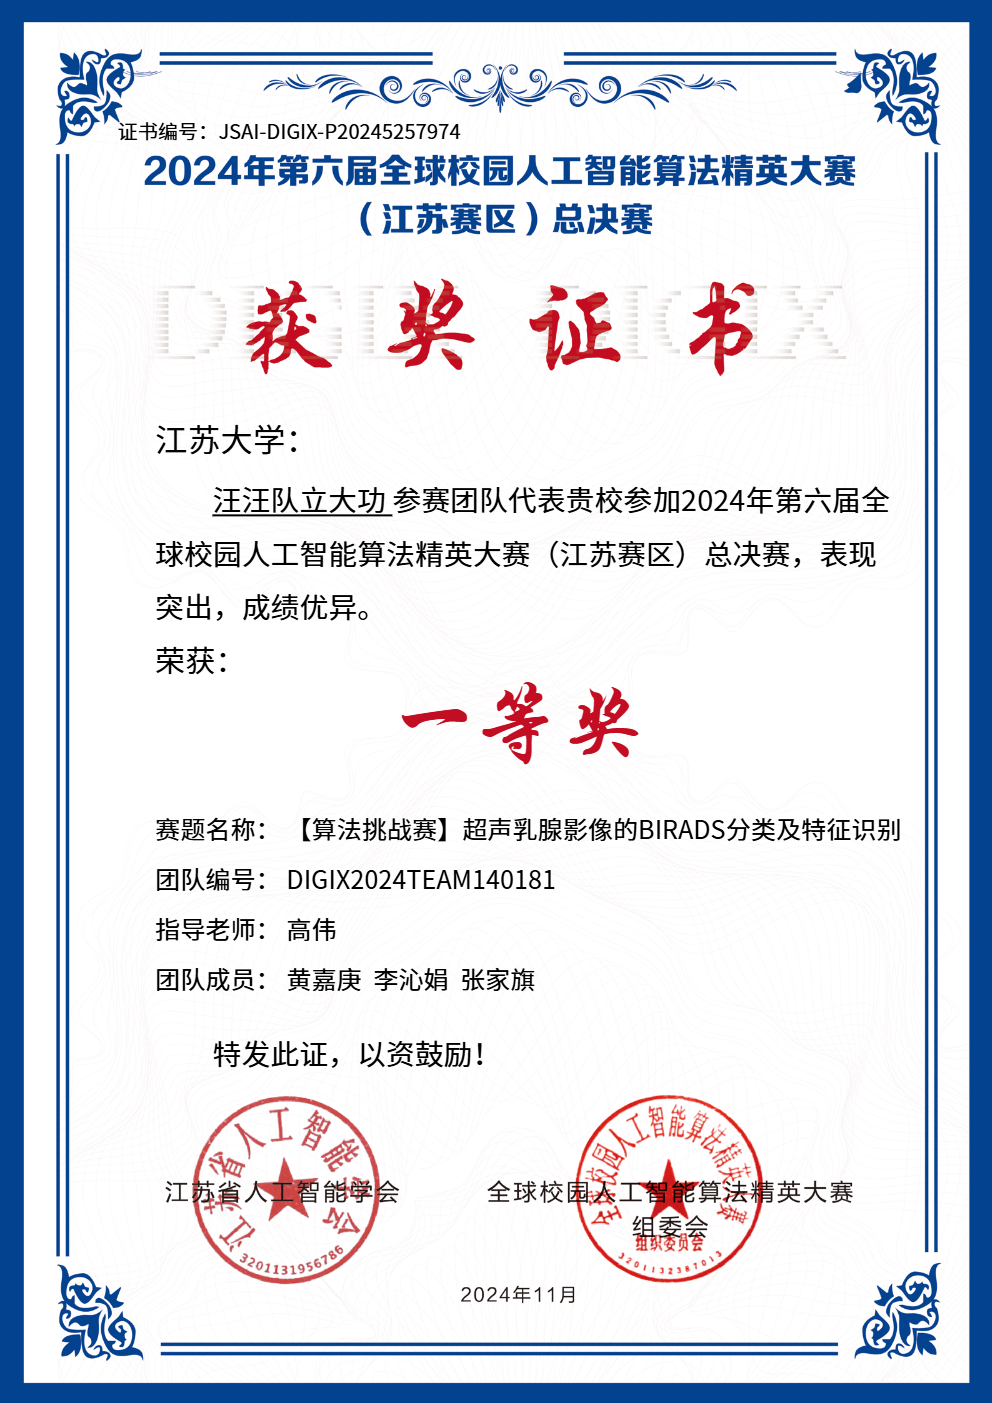 证书编号：JSAI-DIGIX-P20245257974
2024年第六届全球校园人工智能算法精英大赛
（江苏赛区）总决赛
DIGIX DIGIX
获奖证书
江苏大学：
汪汪队立大功 参赛团队代表贵校参加2024年第六届全
球校园人工智能算法精英大赛（江苏赛区）总决赛，表现
突出，成绩优异。
荣获：
一等奖
赛题名称： 【算法挑战赛】超声乳腺影像的BIRADS分类及特征识别
团队编号： DIGIX2024TEAM140181
指导老师： 高伟
团队成员： 黄嘉庚 李沁娟 张家旗
特发此证，以资鼓励！
江苏省人工智能学会
江苏省人工智能学会
3201131956786
全球校园人工智能算法精英大赛
组委会
全球校园人工智能算法精英大赛
组织委员会
3201132387013
2024年11月